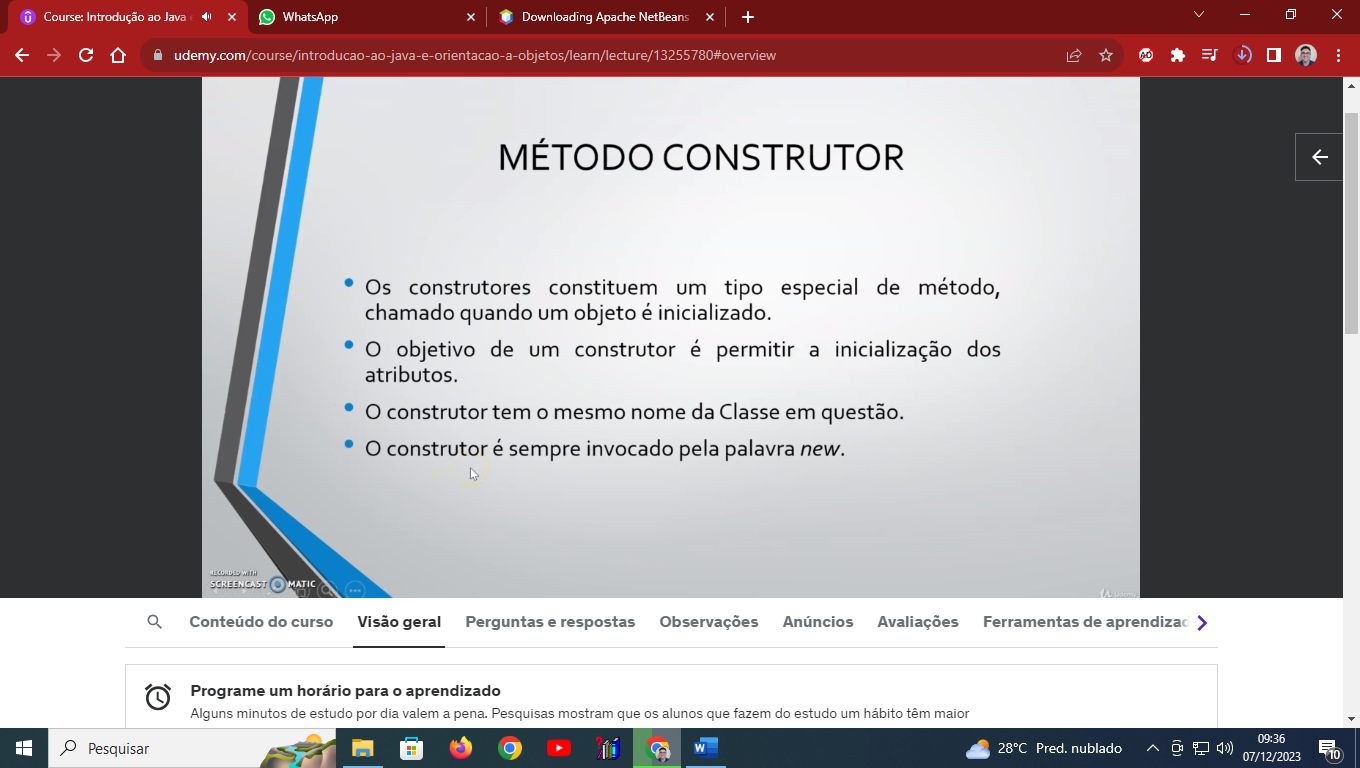 Course: Introdução ao Java
WhatsApp
Downloading Apache NetBeans
udemy.com/course/introducao-ao-java-e-orientacao-a-objetos/learn/lecture/13255780#overview
MÉTODO CONSTRUTOR
• Os construtores constituem um tipo especial de método,
chamado quando um objeto é inicializado.
• O objetivo de um construtor é permitir a inicialização dos
atributos.
• O construtor tem o mesmo nome da Classe em questão.
• O construtor é sempre invocado pela palavra new.
RECORDED WITH
SCREENCAST MATIC
Udemy
Conteúdo do curso Visão geral Perguntas e respostas Observações Anúncios Avaliações Ferramentas de aprendizad
Programe um horário para o aprendizado
Alguns minutos de estudo por dia valem a pena. Pesquisas mostram que os alunos que fazem do estudo um hábito têm maior
Pesquisar
28°C Pred. nublado
09:36
07/12/2023
10